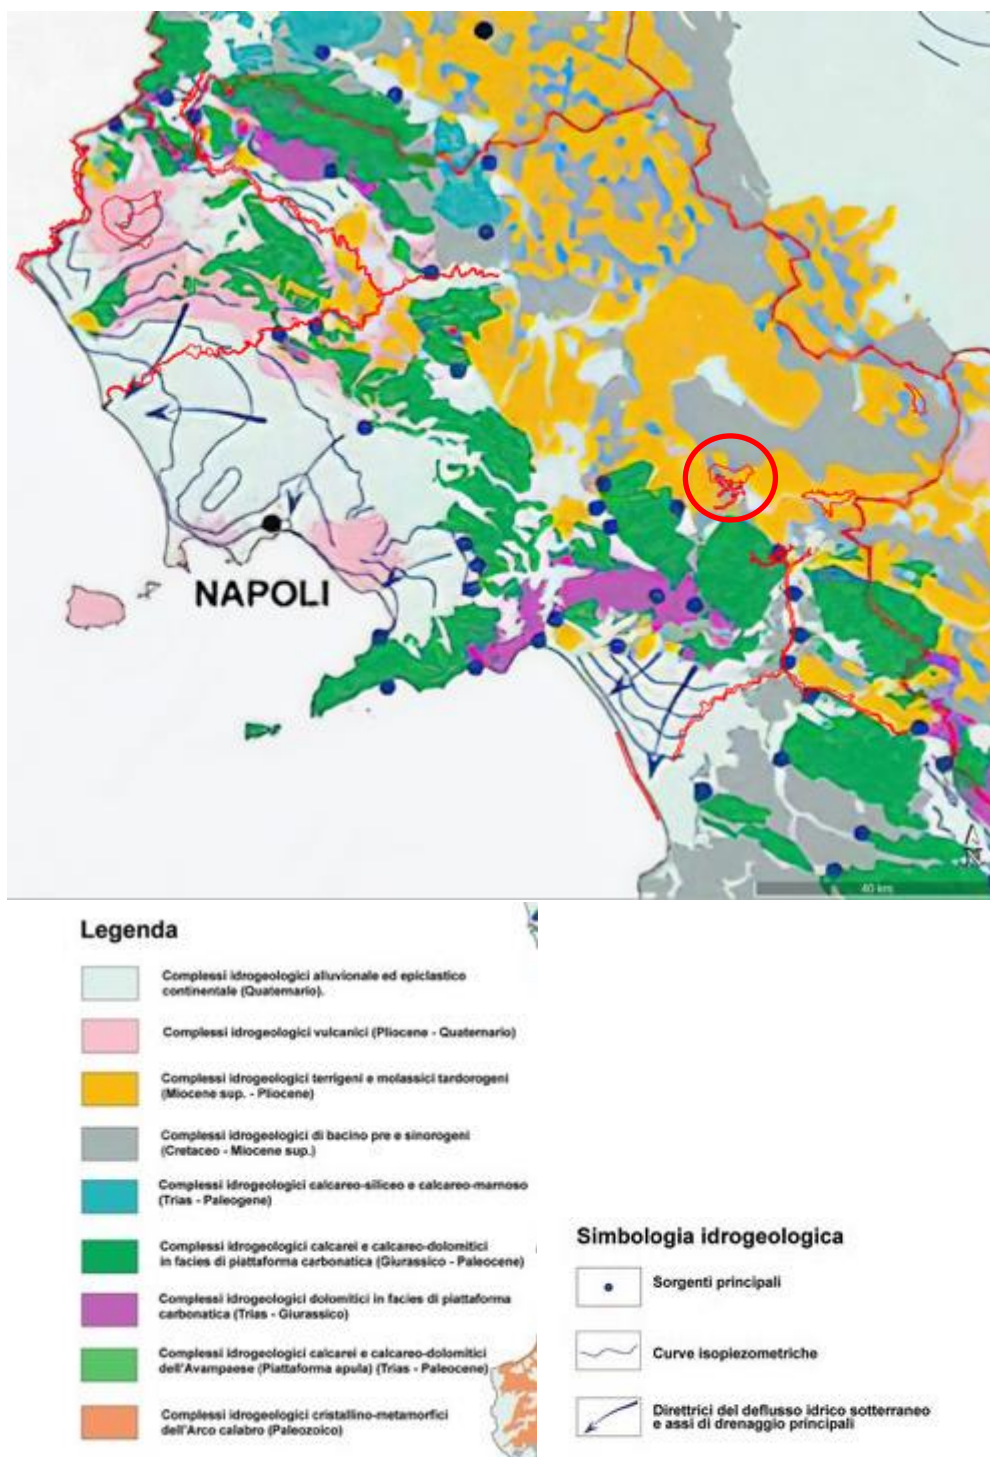 NAPOLI
N
40 km
Legenda
Complessi idrogeologici alluvionale ed epiclastico
continentale (Quaternario).
Complessi idrogeologici vulcanici (Pliocene - Quaternario)
Complessi idrogeologici terrigeni e molassici tardorogeni
(Miocene sup. - Pliocene)
Complessi idrogeologici di bacino pre e sinorogeni
(Cretaceo - Miocene sup.)
Complessi idrogeologici calcareo-siliceo e calcareo-marnoso
(Trias - Paleogene)
Complessi idrogeologici calcarei e calcareo-dolomitici
in facies di piattaforma carbonatica (Giurassico - Paleocene)
Complessi idrogeologici dolomitici in facies di piattaforma
carbonatica (Trias - Giurassico)
Complessi idrogeologici calcarei e calcareo-dolomitici
dell'Avampaese (Piattaforma apula) (Trias - Paleocene)
Complessi idrogeologici cristallino-metamorfici
dell'Arco calabro (Paleozoico)
Simbologia idrogeologica
Sorgenti principali
Curve isopiezometriche
Direttrici del deflusso idrico sotterraneo
e assi di drenaggio principali